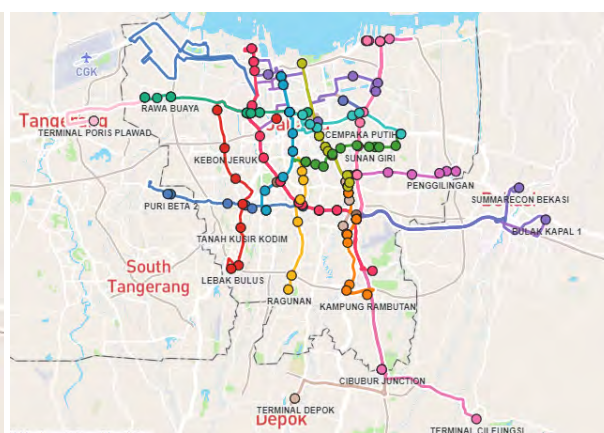 CGK
Tangerang
TERMINAL PORIS PLAWAD
RAWA BUAYA
CEMPAKA PUTIH
KEBON JERUK
SUNAN GIRI
PENGGILINGAN
PURI BETA 2
SUMMARECON BEKASI
BULAK KAPAL 1
TANAH KUSIR KODIM
South
Tangerang
LEBAK BULUS
RAGUNAN
KAMPUNG RAMBUTAN
CIBUBUR JUNCTION
TERMINAL DEPOK
Depok
TERMINAL CILEUNGSI